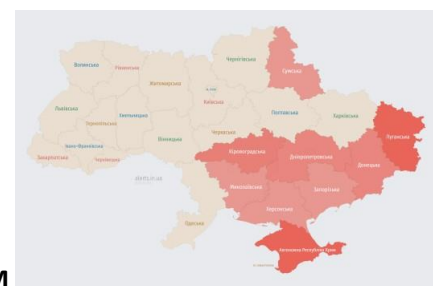 Чернігівська
Сумська
Волинська
Рівненська
Житомирська
Київська
Львівська
Тернопільська
Хмельницька
Полтавська
Харківська
Луганська
Вінницька
Черкаська
Івано-Франківська
Закарпатська
Чернівецька
Кіровоградська
Дніпропетровська
Донецька
Миколаївська
Запорізька
Одеська
Херсонська
Автономна Республіка Крим
м